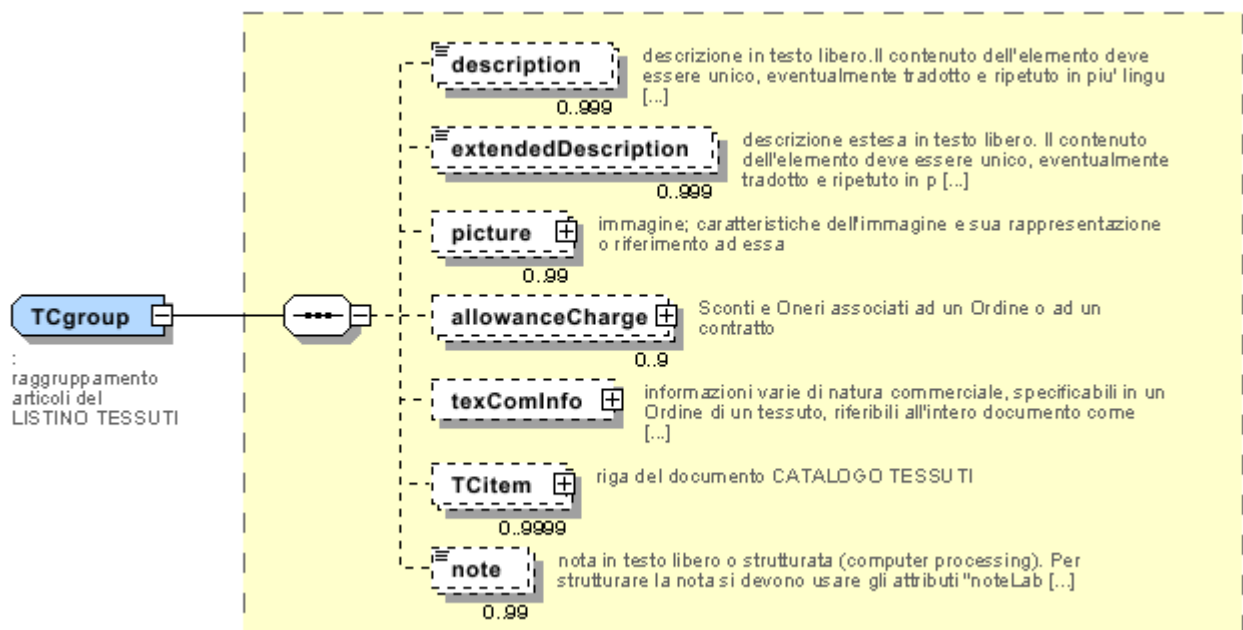 description
descrizione in testo libero.Il contenuto dell'elemento deve
essere unico, eventualmente tradotto e ripetuto in piu' lingu
[...]
0..999
extendedDescription
descrizione estesa in testo libero. Il contenuto
dell'elemento deve essere unico, eventualmente
tradotto e ripetuto in p [...]
0..999
picture
immagine; caratteristiche dell'immagine e sua rappresentazione
o riferimento ad essa
0..99
TCgroup
:
raggruppamento
articoli del
LISTINO TESSUTI
allowanceCharge
Sconti e Oneri associati ad un Ordine o ad un
contratto
0..9
texComInfo
informazioni varie di natura commerciale, specificabili in un
Ordine di un tessuto, riferibili all'intero documento come
[...]
TCitem
riga del documento CATALOGO TESSUTI
0..9999
note
nota in testo libero o strutturata (computer processing). Per
strutturare la nota si devono usare gli attributi "noteLab [...]
0..99